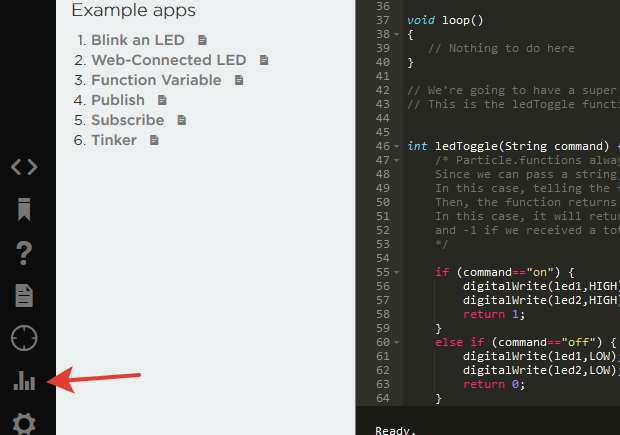 Example apps
1. Blink an LED
2. Web-Connected LED
3. Function Variable
4. Publish
5. Subscribe
6. Tinker
36
37 void loop()
38 {
39 // Nothing to do here
40 }
41
42 // We're going to have a super
43 // This is the ledToggle functi
44
45
46 int ledToggle(String command) {
47 /* Particle.functions alway
48 Since we can pass a string,
49 In this case, telling the f
50 Then, the function returns
51 In this case, it will retur
52 and -1 if we received a tot
53 */
54
55 if (command=="on") {
56 digitalWrite(led1,HIGH)
57 digitalWrite(led2,HIGH)
58 return 1;
59 }
60 else if (command=="off") {
61 digitalWrite(led1,LOW);
62 digitalWrite(led2,LOW);
63 return 0;
64 }
Ready.